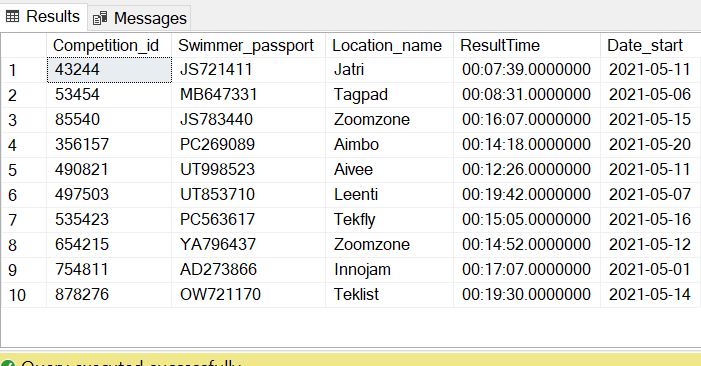 Results Messages
Competition_id Swimmer_passport Location_name ResultTime Date_start
1 43244 JS721411 Jatri 00:07:39.0000000 2021-05-11
2 53454 MB647331 Tagpad 00:08:31.0000000 2021-05-06
3 85540 JS783440 Zoomzone 00:16:07.0000000 2021-05-15
4 356157 PC269089 Aimbo 00:14:18.0000000 2021-05-20
5 490821 UT998523 Aivee 00:12:26.0000000 2021-05-11
6 497503 UT853710 Leenti 00:19:42.0000000 2021-05-07
7 535423 PC563617 Tekfly 00:15:05.0000000 2021-05-16
8 654215 YA796437 Zoomzone 00:14:52.0000000 2021-05-12
9 754811 AD273866 Innojam 00:17:07.0000000 2021-05-01
10 878276 OW721170 Teklist 00:19:30.0000000 2021-05-14
Query executed successfully